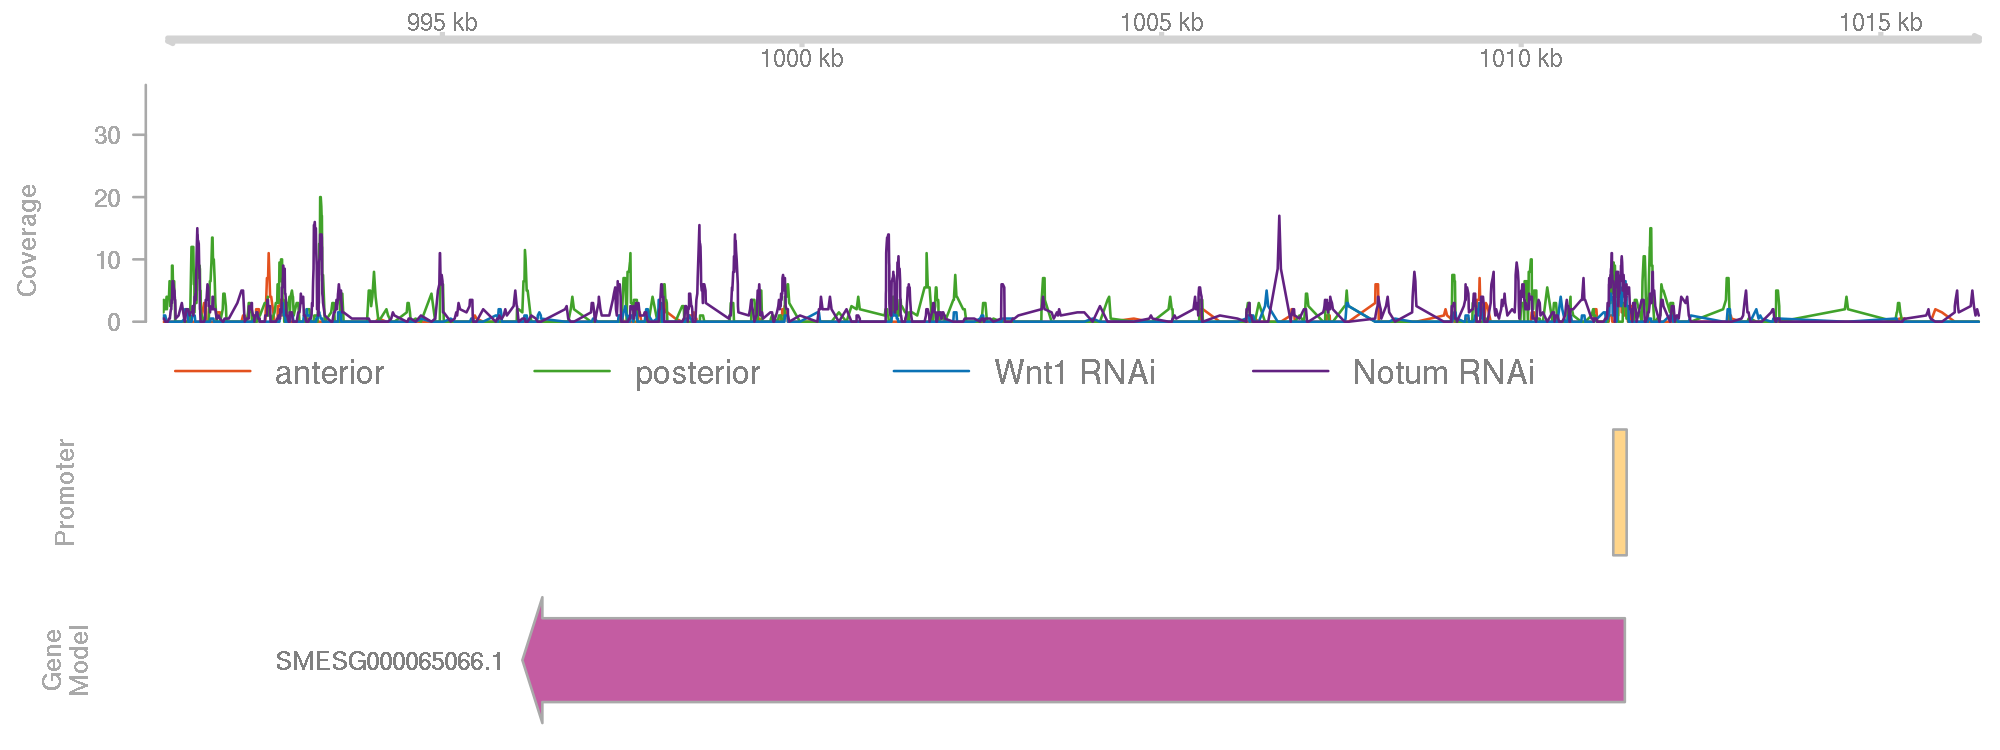 995 kb 1005 kb 1015 kb
1000 kb 1010 kb
Coverage
30
20
10
0
anterior posterior Wnt1 RNAi Notum RNAi
Promoter
Gene
Model
SMESG000065066.1